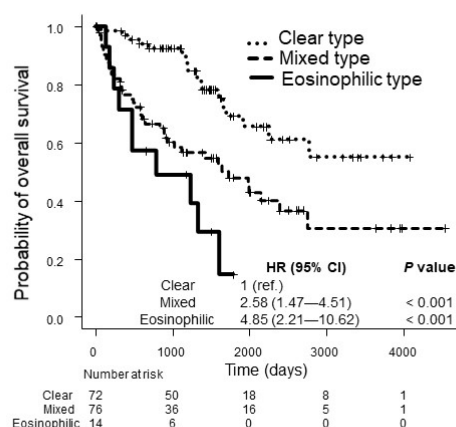 Probability of overall survival
1.0
0.8
0.6
0.4
0.2
0.0
Clear type
Mixed type
Eosinophilic type
HR (95% CI) P value
Clear 1 (ref.)
Mixed 2.58 (1.47—4.51) < 0.001
Eosinophilic 4.85 (2.21—10.62) < 0.001
0 1000 2000 3000 4000
Time (days)
Number at risk
Clear 72 50 18 8 1
Mixed 76 36 16 5 1
Eosinophilic 14 6 0 0 0